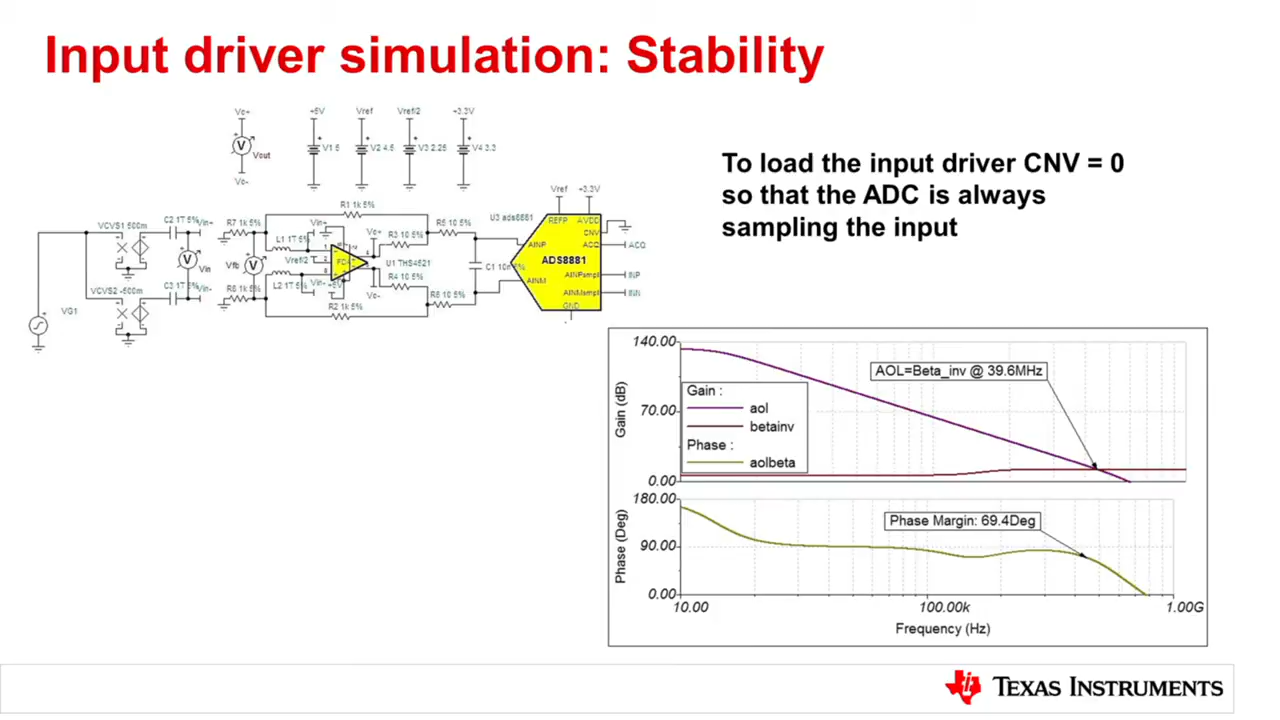 Input driver simulation: Stability
Vc+
+5V
Vref
Vref/2
+3.3V
V
Vout
V1 5
V2 4.5
V3 2.25
V4 3.3
Vc-
To load the input driver CNV = 0
so that the ADC is always
sampling the input
Vref
+3.3V
R1 1k 5%
VCVS1 500m
C2 1T 5%
Vin+
R7 1k 5%
Vin+
Vc+
R5 10 5%
U3 ads8881
REFP
AVDD
CNV
L1 1T 5%
R3 10 5%
AINP
ACQ
ACQ
V
Vin
Vfb
V
Vref/2
U1 THS4521
ADS8881
C1 10n 5%
AINPsmpl
INP
VCVS2 -500m
C3 1T 5%
Vin-
L2 1T 5%
Vin-
+5V
R4 10 5%
AINM
AINMsmpl
INN
R6 1k 5%
Vc-
GND
VG1
R2 1k 5%
140.00
AOL=Beta_inv @ 39.6MHz
Gain :
aol
betainv
Phase :
aolbeta
Gain (dB)
70.00
0.00
180.00
Phase Margin: 69.4Deg
Phase (Deg)
90.00
0.00
10.00
100.00k
1.00G
Frequency (Hz)
TEXAS INSTRUMENTS